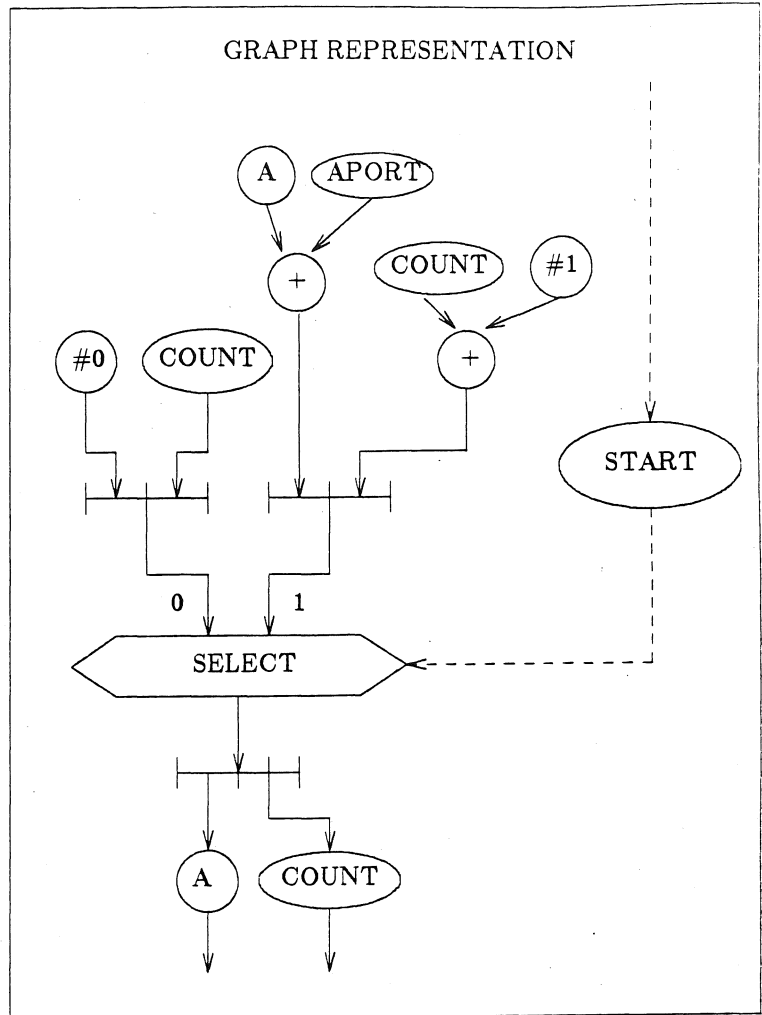 GRAPH REPRESENTATION
A APORT
+ COUNT #1
#0 COUNT +
START
0 1
SELECT
A COUNT